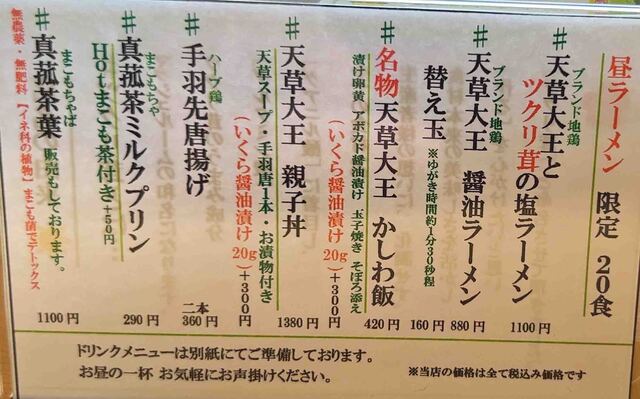 昼ラーメン 限定 20食
ブランド地鶏
#天草大王と
ツクリ茸の塩ラーメン 1100円
ブランド地鶏
#天草大王 醤油ラーメン 880円
替え玉 ※ゆがき時間約1分30秒程 160円
#名物 天草大王 かしわ飯 420円
漬け卵黄 アボカド醤油漬け 玉子焼き そぼろ添え
(いくら醤油漬け 20g)+300円
#天草大王 親子丼 1380円
天草スープ・手羽唐1本・お漬物付き
(いくら醤油漬け 20g)+300円
ハーブ鶏
#手羽先唐揚げ 二本 360円
まこもちゃ
#真菰茶ミルクプリン 290円
Hotまこも茶付き+50円
まこもちゃば
#真菰茶葉 販売もしております。 1100円
無農薬・無肥料【イネ科の植物】まこも菌でデトックス
ドリンクメニューは別紙にてご準備しております。
お昼の一杯 お気軽にお声掛けください。
※当店の価格は全て税込み価格です